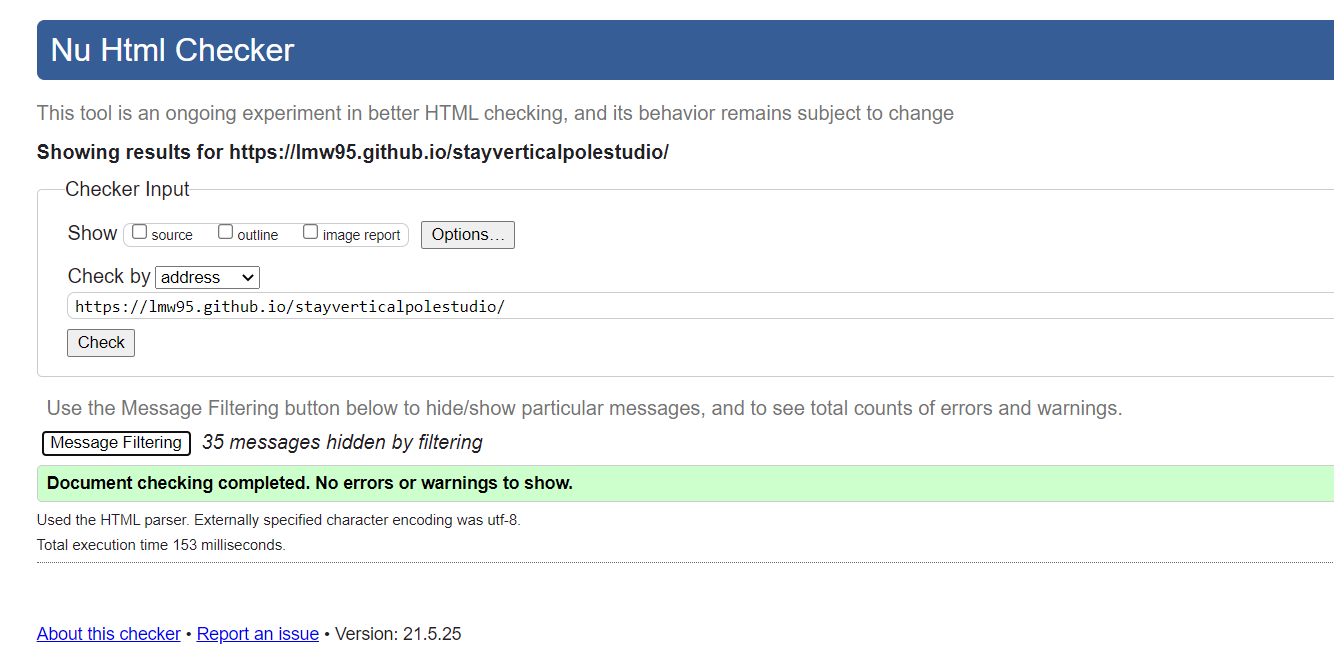 Nu Html Checker
This tool is an ongoing experiment in better HTML checking, and its behavior remains subject to change
Showing results for https://lmw95.github.io/stayverticalpolestudio/
Checker Input
Show source outline image report Options…
Check by address
https://lmw95.github.io/stayverticalpolestudio/
Check
Use the Message Filtering button below to hide/show particular messages, and to see total counts of errors and warnings.
Message Filtering 35 messages hidden by filtering
Document checking completed. No errors or warnings to show.
Used the HTML parser. Externally specified character encoding was utf-8.
Total execution time 153 milliseconds.
About this checker • Report an issue • Version: 21.5.25